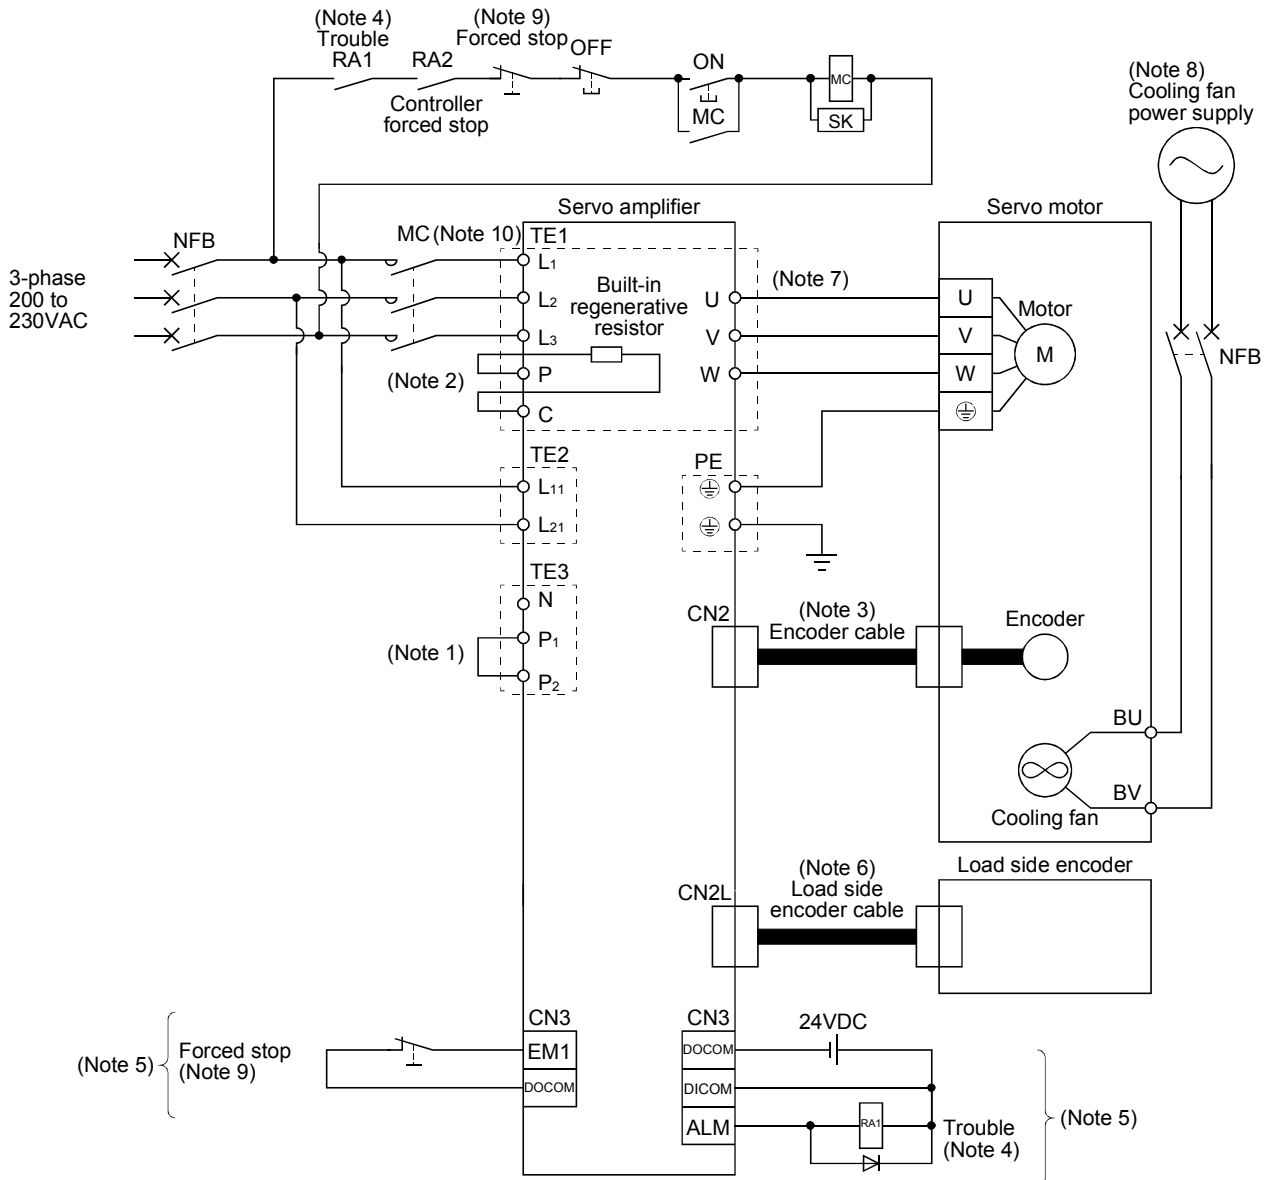 (Note 4)
Trouble
RA1
RA2
Controller
forced stop
(Note 9)
Forced stop
OFF
ON
MC
MC
SK
(Note 8)
Cooling fan
power supply
NFB
3-phase
200 to
230VAC
NFB
MC (Note 10)
Servo amplifier
TE1
L1
L2
L3
P
C
(Note 2)
Built-in
regenerative
resistor
U
V
W
(Note 7)
Servo motor
U
V
W
Motor
M
TE2
L11
L21
PE
TE3
N
P1
P2
(Note 1)
CN2
(Note 3)
Encoder cable
Encoder
BU
BV
Cooling fan
CN2L
(Note 6)
Load side
encoder cable
Load side encoder
(Note 5)
Forced stop
(Note 9)
CN3
EM1
DOCOM
CN3
DOCOM
DICOM
ALM
24VDC
RA1
Trouble
(Note 4)
(Note 5)